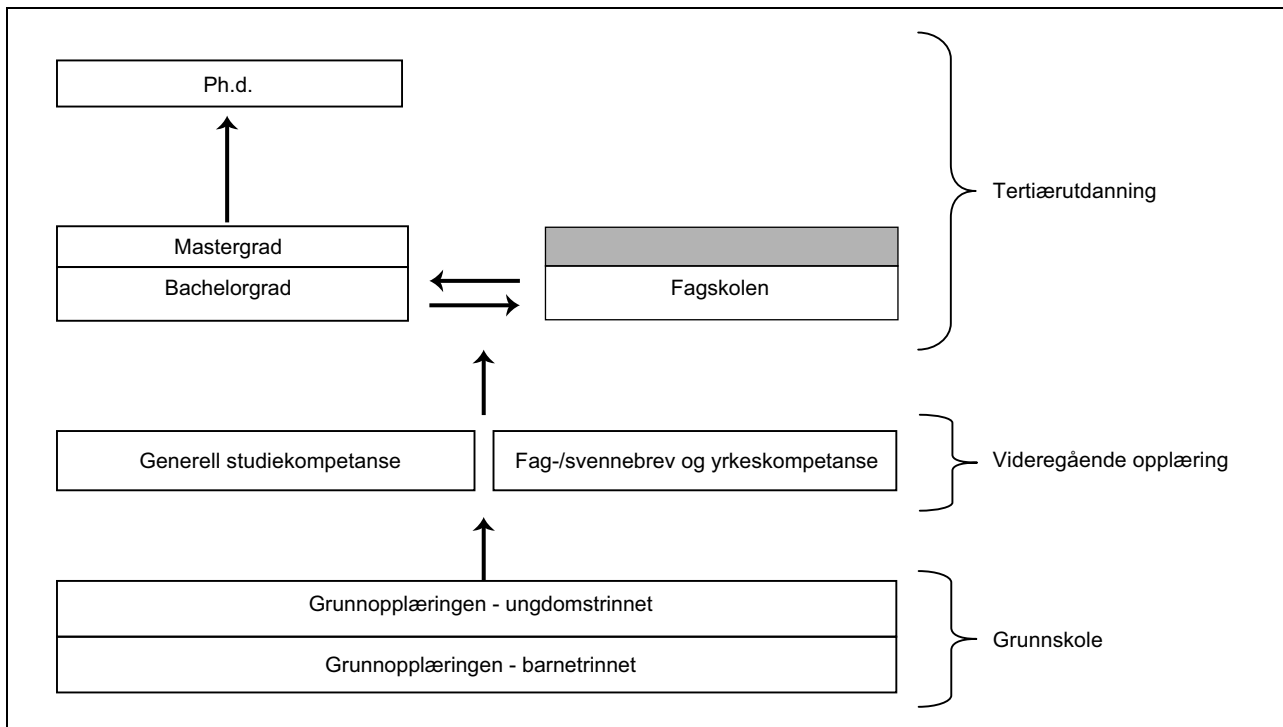 Ph.d.
Tertiærutdanning
Mastergrad
Bachelorgrad
Fagskolen
Generell studiekompetanse
Fag-/svennebrev og yrkeskompetanse
Videregående opplæring
Grunnopplæringen - ungdomstrinnet
Grunnskole
Grunnopplæringen - barnetrinnet